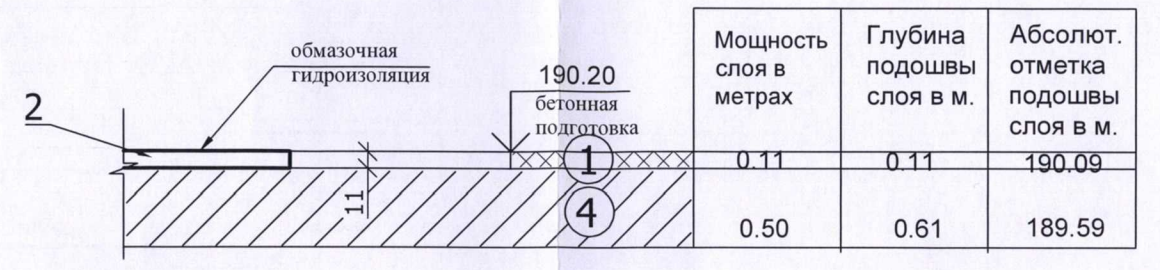 обмазочная
гидроизоляция
2
190.20
бетонная
подготовка
1
4
11
Мощность
слоя в
метрах
Глубина
подошвы
слоя в м.
Абсолют.
отметка
подошвы
слоя в м.
0.11 0.11 190.09
0.50 0.61 189.59